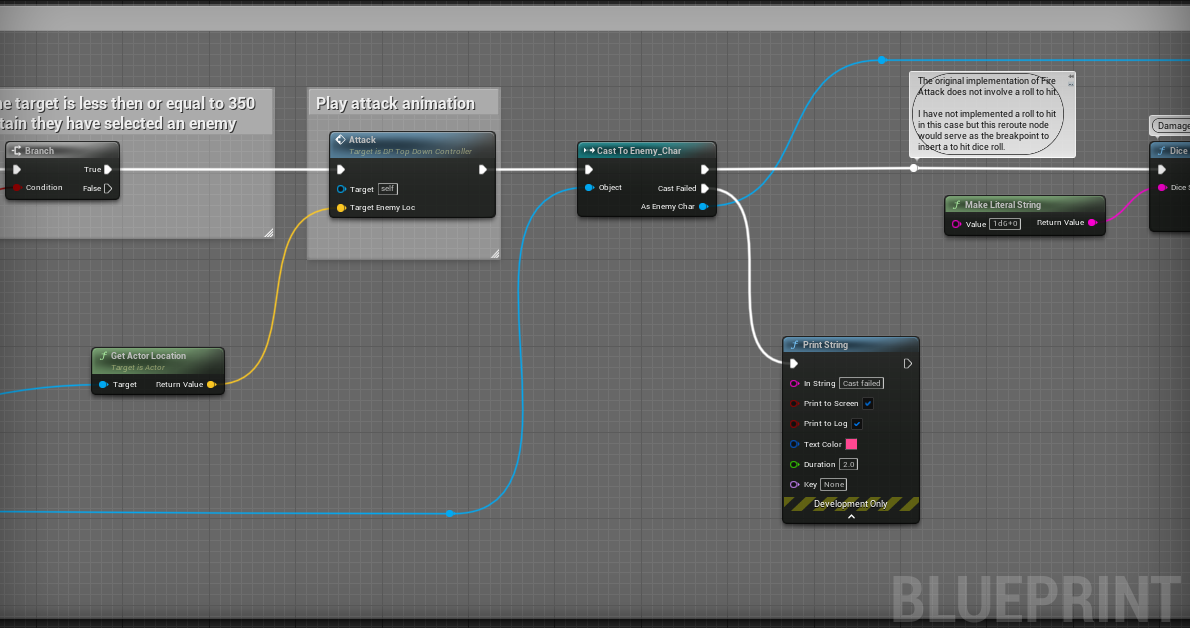 e target is less then or equal to 350
tain they have selected an enemy
Branch
True
Condition
False
Play attack animation
Attack
Target is BP Top Down Controller
Target self
Target Enemy Loc
Get Actor Location
Target is Actor
Target
Return Value
Cast To Enemy_Char
Object
Cast Failed
As Enemy Char
The original implementation of Fire
Attack does not involve a roll to hit.
I have not implemented a roll to hit
in this case but this reroute node
would serve as the breakpoint to
insert a to hit dice roll.
Make Literal String
Value 1d6+0
Return Value
Damage
Dice
Dice S
Print String
In String Cast failed
Print to Screen
Print to Log
Text Color
Duration 2.0
Key None
Development Only
BLUEPRINT